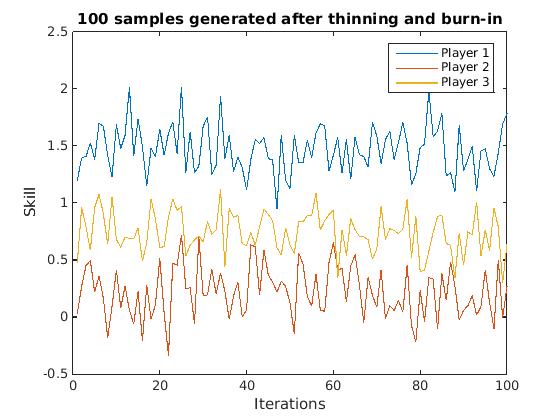 100 samples generated after thinning and burn-in
2.5
2
1.5
1
0.5
0
-0.5
Skill
Player 1
Player 2
Player 3
0
20
40
60
80
100
Iterations